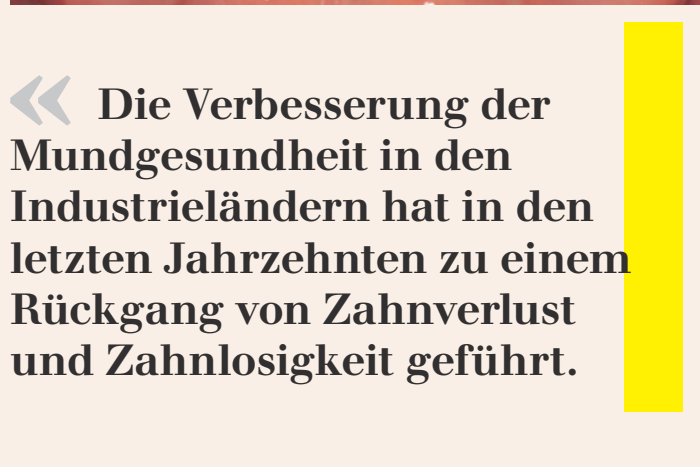 « Die Verbesserung der
Mundgesundheit in den
Industrieländern hat in den
letzten Jahrzehnten zu einem
Rückgang von Zahnverlust
und Zahnlosigkeit geführt.